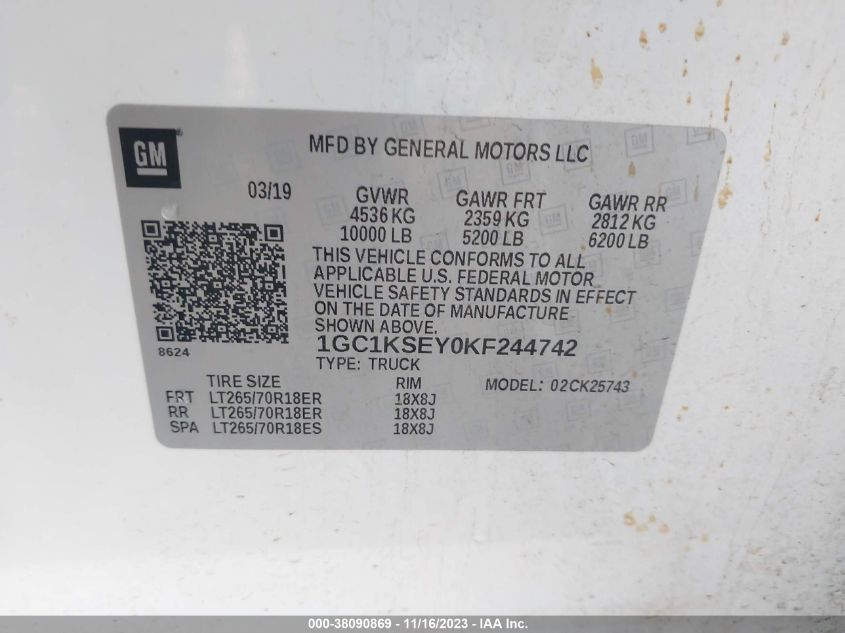 GM
MFD BY GENERAL MOTORS LLC
03/19
GVWR GAWR FRT GAWR RR
4536 KG 2359 KG 2812 KG
10000 LB 5200 LB 6200 LB
THIS VEHICLE CONFORMS TO ALL
APPLICABLE U.S. FEDERAL MOTOR
VEHICLE SAFETY STANDARDS IN EFFECT
ON THE DATE OF MANUFACTURE
SHOWN ABOVE.
8624
1GC1KSEY0KF244742
TYPE: TRUCK
TIRE SIZE RIM MODEL: 02CK25743
FRT LT265/70R18ER 18X8J
RR LT265/70R18ER 18X8J
SPA LT265/70R18ES 18X8J
000-38090869 - 11/16/2023 - IAA Inc.